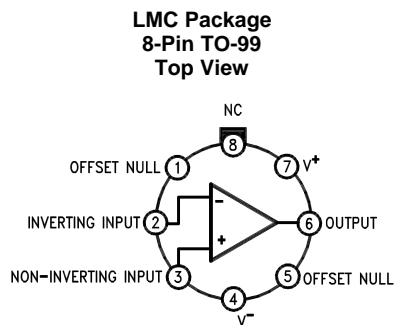 LMC Package
8-Pin TO-99
Top View
NC
8
OFFSET NULL 1
7 V+
INVERTING INPUT 2
−
6 OUTPUT
+
NON−INVERTING INPUT 3
5 OFFSET NULL
4
V−